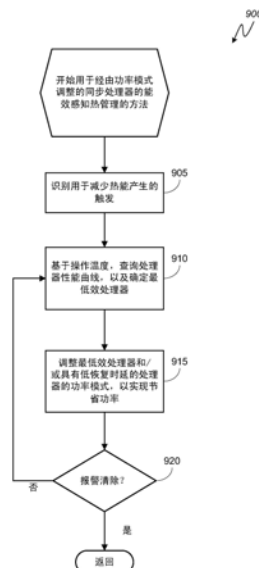 900
开始用于经由功率模式
调整的同步处理器的能
效感知热管理的方法
905
识别用于减少热能产生的
触发
910
基于操作温度，查询处理
器性能曲线，以及确定最
低效处理器
915
调整最低效处理器和/
或具有低恢复时延的处理
器的功率模式，以实现节
省功率
920
报警清除？
否
是
返回